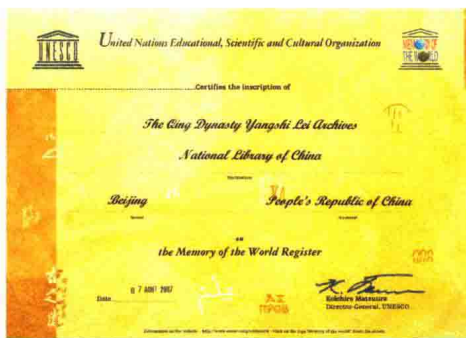 UNESCO
United Nations Educational, Scientific and Cultural Organization
MEMORY OF
THE WORLD
Certifies the inscription of
The Qing Dynasty Yangshi Lei Archives
National Library of China
Beijing
People's Republic of China
on
the Memory of the World Register
Date
0 7 AOUT 2007
Koïchiro Matsuura
Director-General, UNESCO